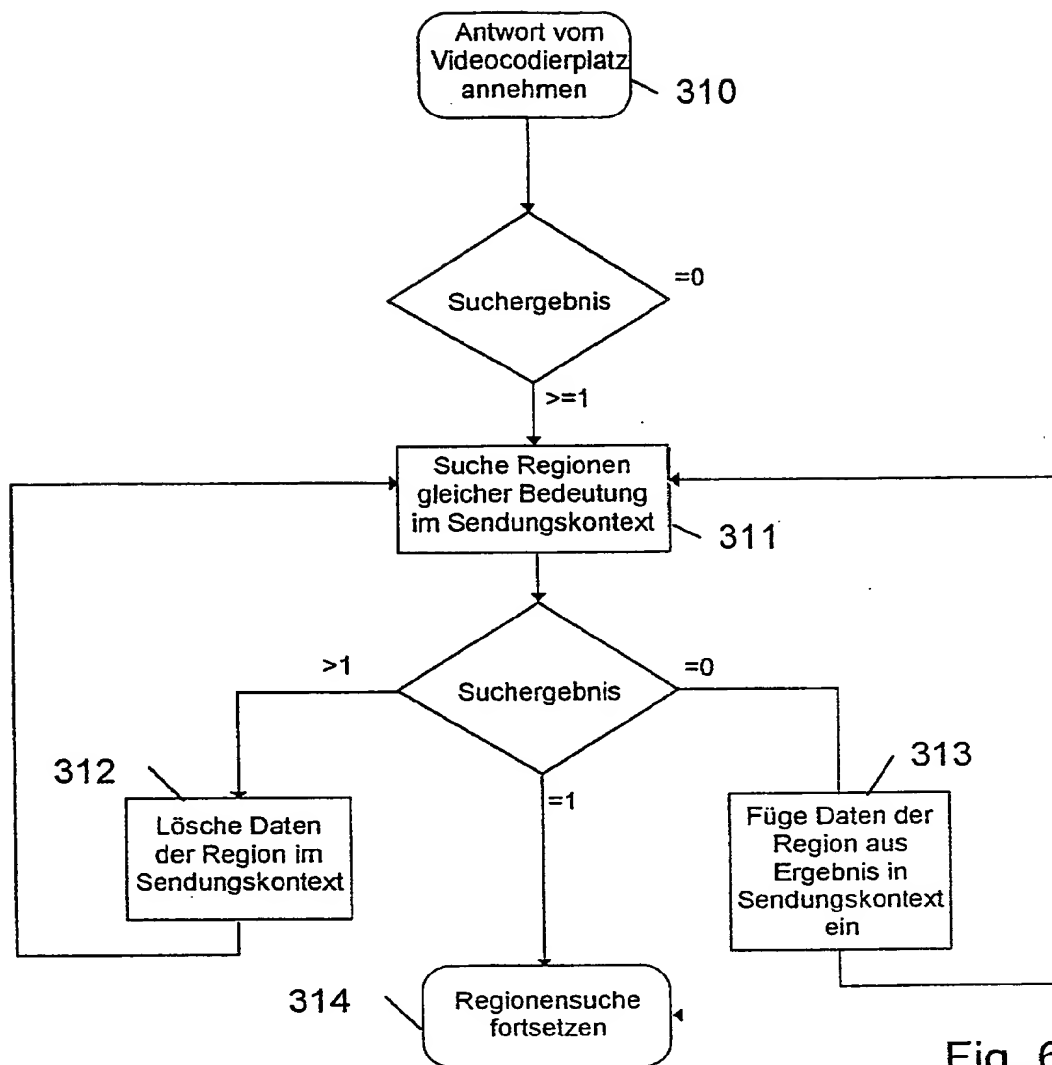 Antwort vom
Videocodierplatz
annehmen
310
Suchergebnis
=0
>=1
Suche Regionen
gleicher Bedeutung
im Sendungskontext
311
>1
Suchergebnis
=0
=1
312
Lösche Daten
der Region im
Sendungskontext
313
Füge Daten der
Region aus
Ergebnis in
Sendungskontext
ein
314
Regionensuche
fortsetzen
Fig. 6